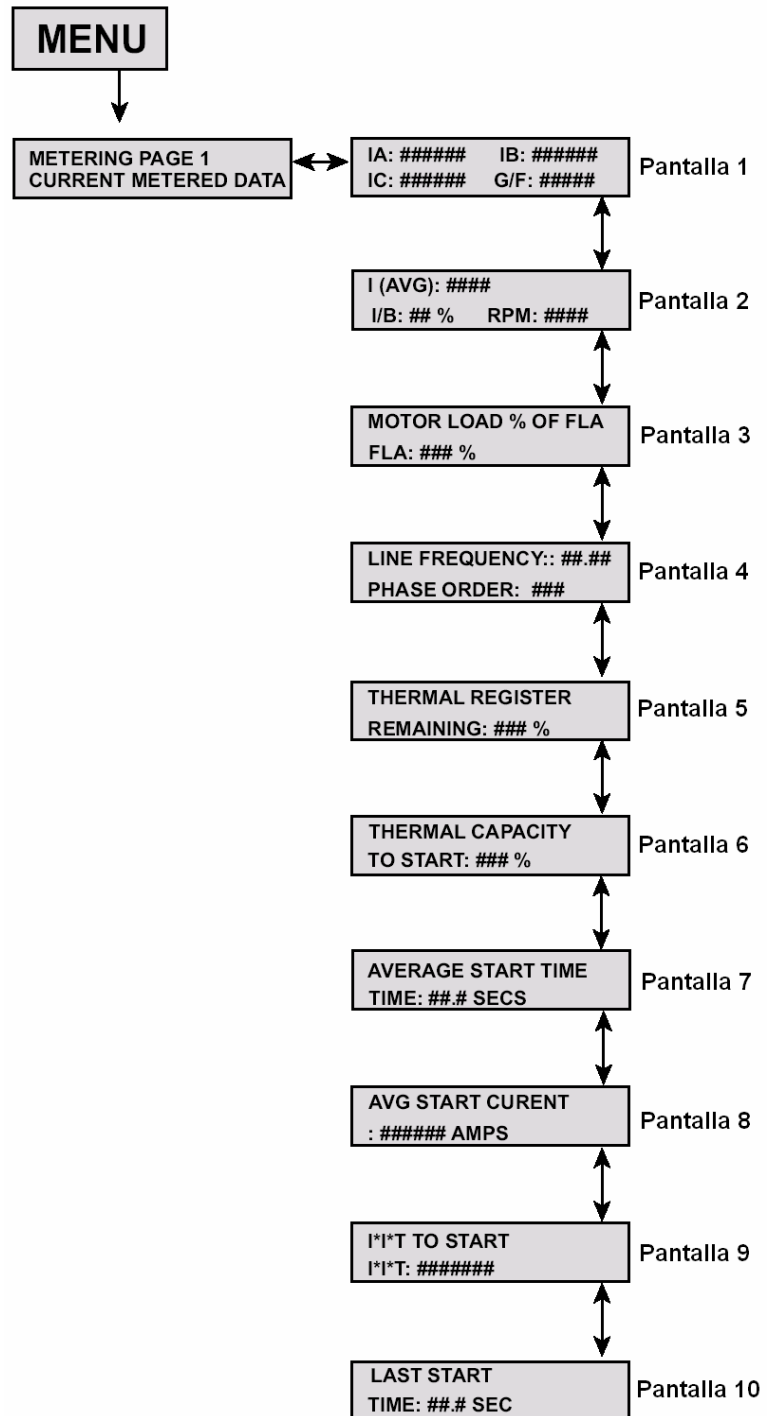 MENU
METERING PAGE 1
CURRENT METERED DATA
IA: ###### IB: ######
IC: ###### G/F: #####
Pantalla 1
I (AVG): ####
I/B: ## % RPM: ####
Pantalla 2
MOTOR LOAD % OF FLA
FLA: ### %
Pantalla 3
LINE FREQUENCY:: ##.##
PHASE ORDER: ###
Pantalla 4
THERMAL REGISTER
REMAINING: ### %
Pantalla 5
THERMAL CAPACITY
TO START: ### %
Pantalla 6
AVERAGE START TIME
TIME: ##.# SECS
Pantalla 7
AVG START CURENT
: ###### AMPS
Pantalla 8
I*I*T TO START
I*I*T: #######
Pantalla 9
LAST START
TIME: ##.# SEC
Pantalla 10